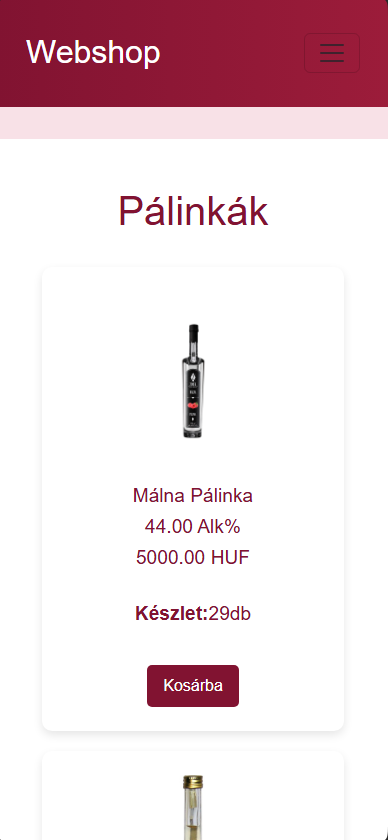 Webshop
Pálinkák
Málna Pálinka
44.00 Alk%
5000.00 HUF
Készlet:29db
Kosárba